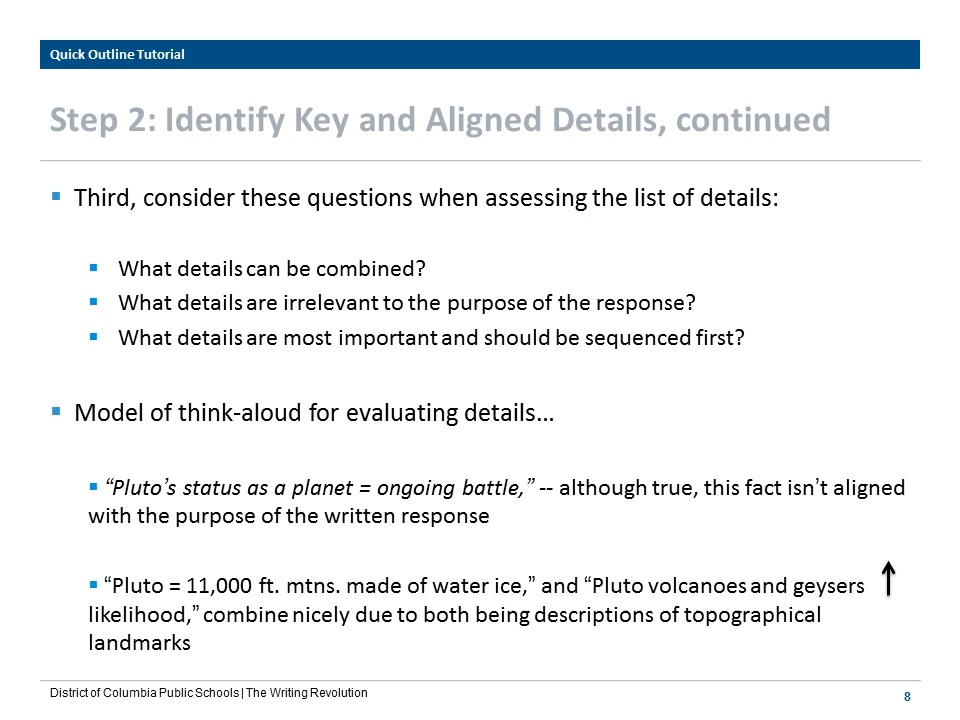 Quick Outline Tutorial
Step 2: Identify Key and Aligned Details, continued
Third, consider these questions when assessing the list of details:
What details can be combined?
What details are irrelevant to the purpose of the response?
What details are most important and should be sequenced first?
Model of think-aloud for evaluating details…
“Pluto’s status as a planet = ongoing battle,” -- although true, this fact isn’t aligned
with the purpose of the written response
“Pluto = 11,000 ft. mtns. made of water ice,” and “Pluto volcanoes and geysers ↑
likelihood,” combine nicely due to both being descriptions of topographical
landmarks
District of Columbia Public Schools | The Writing Revolution
8